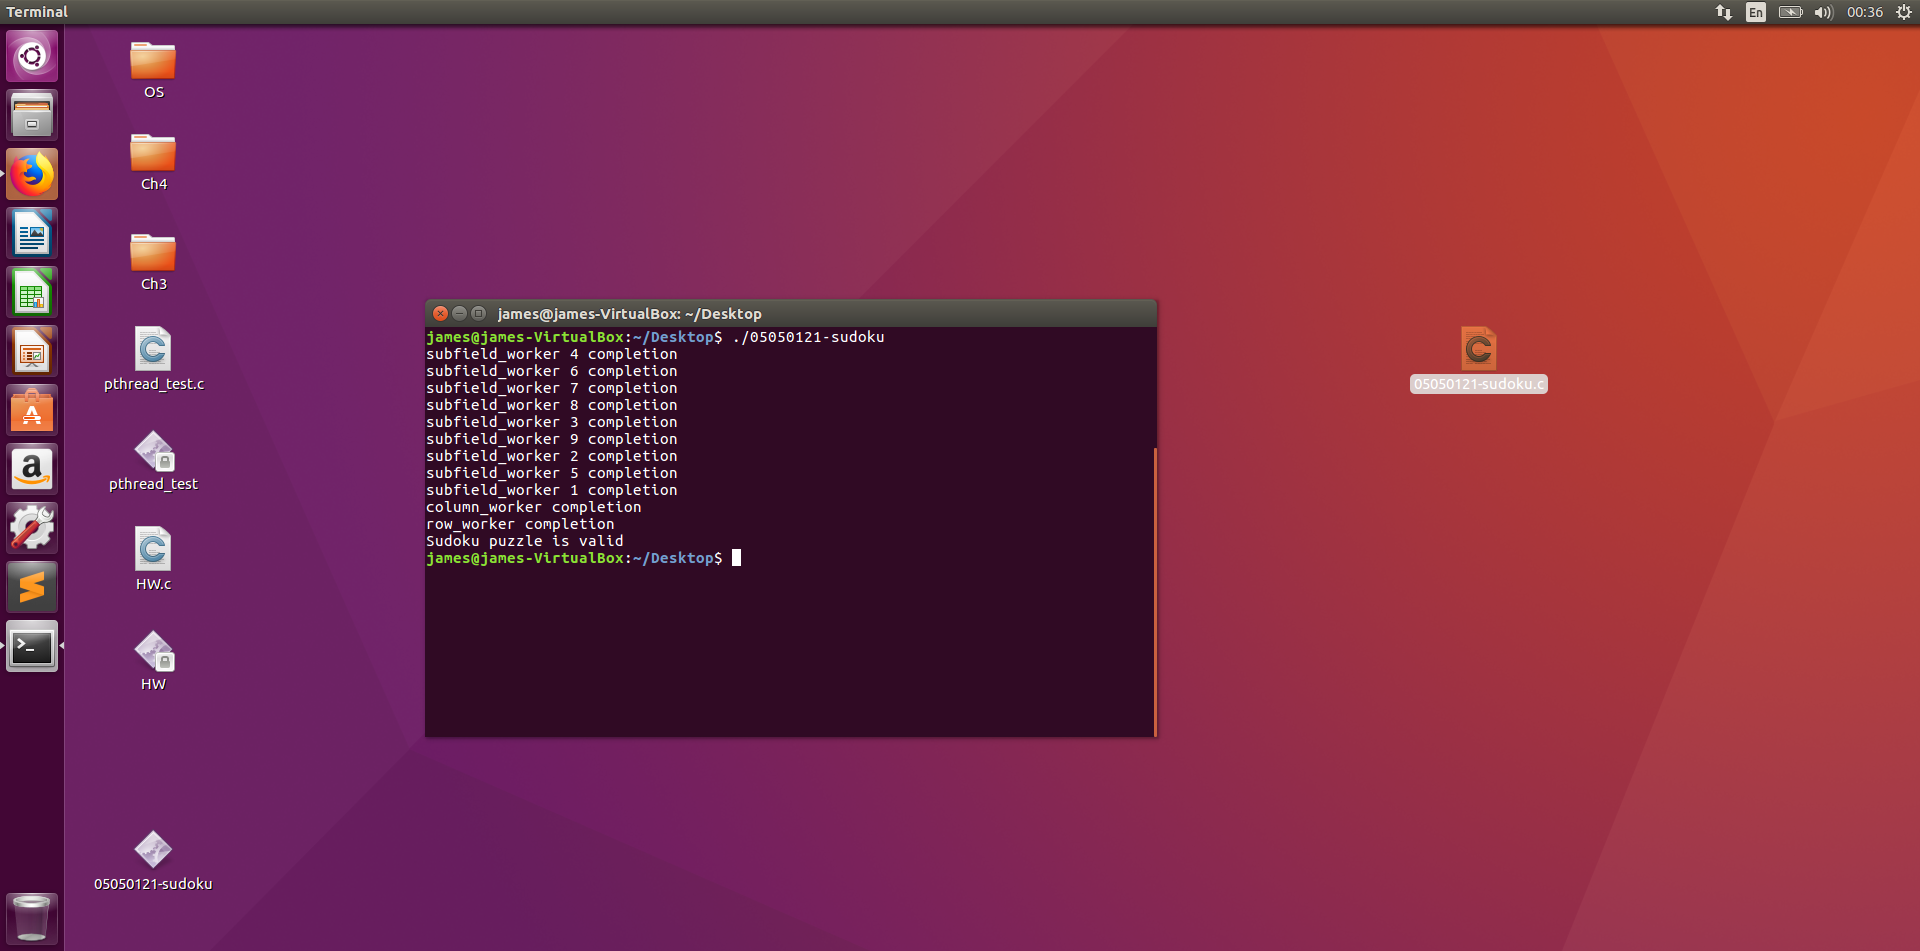 Terminal
En
00:36
OS
Ch4
Ch3
pthread_test.c
pthread_test
HW.c
HW
05050121-sudoku
james@james-VirtualBox: ~/Desktop
james@james-VirtualBox:~/Desktop$ ./05050121-sudoku
subfield_worker 4 completion
subfield_worker 6 completion
subfield_worker 7 completion
subfield_worker 8 completion
subfield_worker 3 completion
subfield_worker 9 completion
subfield_worker 2 completion
subfield_worker 5 completion
subfield_worker 1 completion
column_worker completion
row_worker completion
Sudoku puzzle is valid
james@james-VirtualBox:~/Desktop$
05050121-sudoku.c